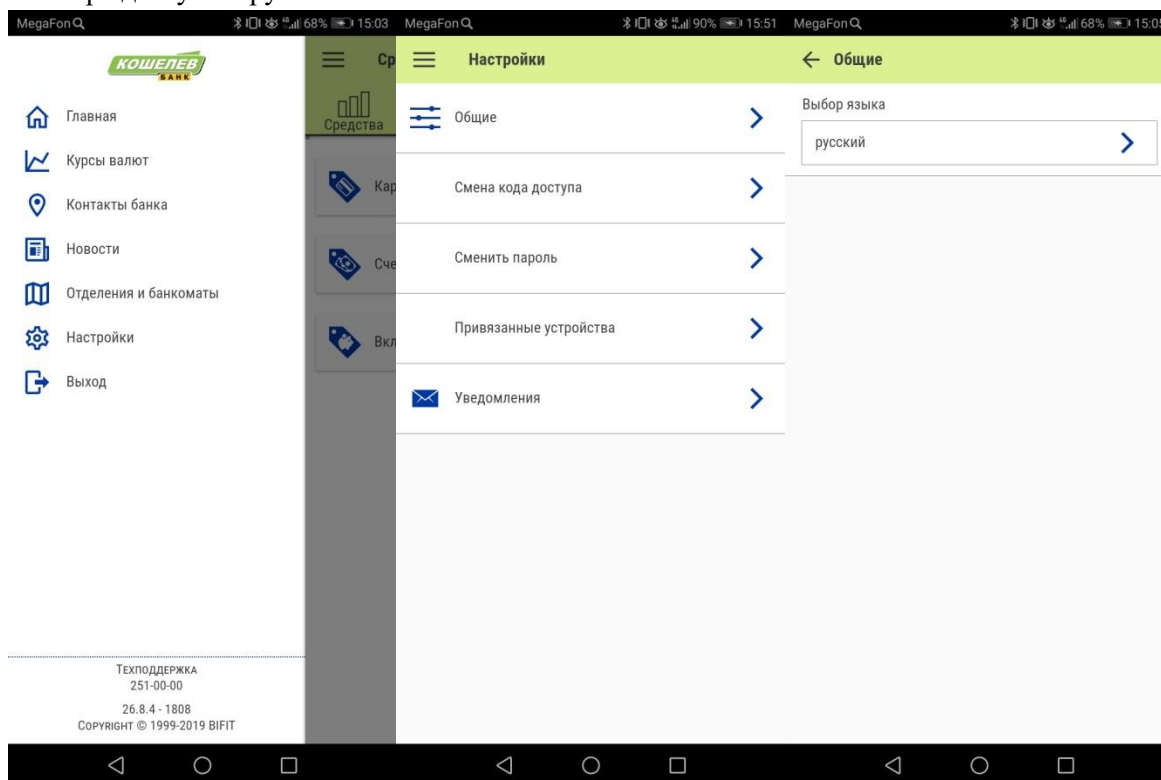 MegaFon 68% 15:03
КОШЕЛЕВ
БАНК
Главная
Курсы валют
Контакты банка
Новости
Отделения и банкоматы
Настройки
Выход
Техподдержка
251-00-00
26.8.4 - 1808
Copyright © 1999-2019 BIFIT
Ср
Средства
Кар
Сче
Вкл
MegaFon 90% 15:51
Настройки
Общие
Смена кода доступа
Сменить пароль
Привязанные устройства
Уведомления
MegaFon 68% 15:05
Общие
Выбор языка
русский